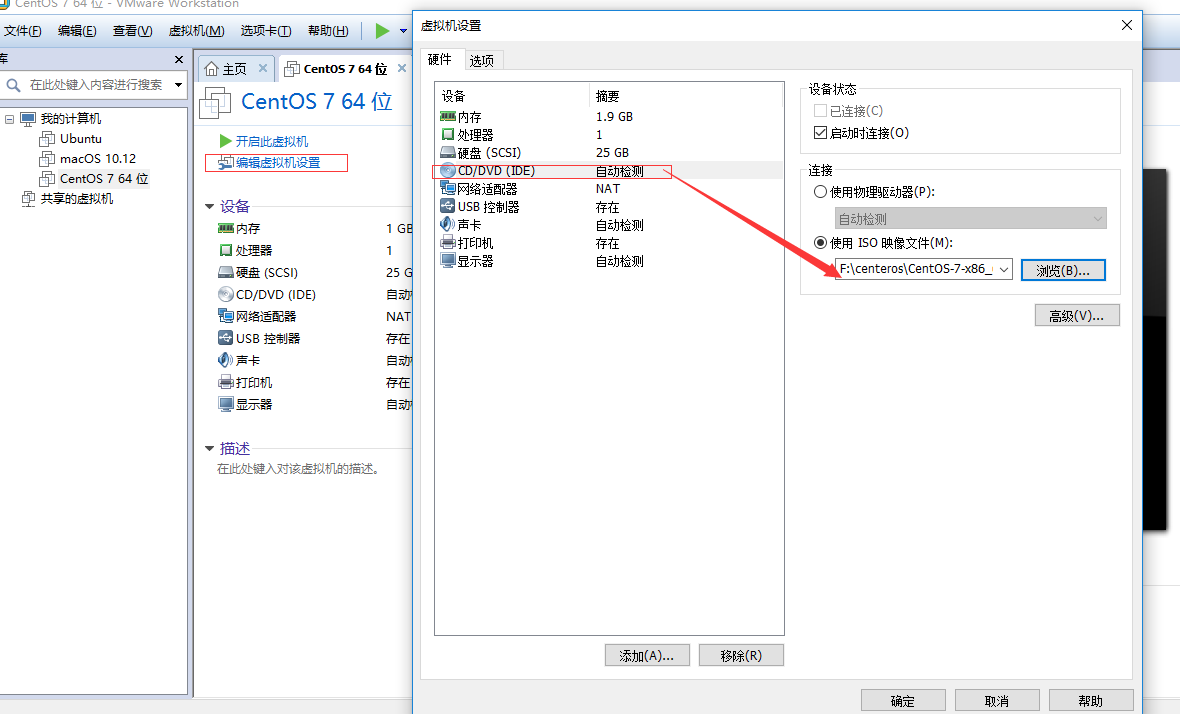 CentOS 7 64 位 - VMware Workstation
文件(F) 编辑(E) 查看(V) 虚拟机(M) 选项卡(T) 帮助(H)
库
在此处键入内容进行搜索
我的计算机
Ubuntu
macOS 10.12
CentOS 7 64 位
共享的虚拟机
主页
CentOS 7 64 位
CentOS 7 64 位
开启此虚拟机
编辑虚拟机设置
设备
内存 1 GB
处理器 1
硬盘 (SCSI) 25 G
CD/DVD (IDE) 自动
网络适配器 NAT
USB 控制器 存在
声卡 自动
打印机 存在
显示器 自动
描述
在此处键入对该虚拟机的描述。
虚拟机设置
硬件 选项
设备 摘要
内存 1.9 GB
处理器 1
硬盘 (SCSI) 25 GB
CD/DVD (IDE) 自动检测
网络适配器 NAT
USB 控制器 存在
声卡 自动检测
打印机 存在
显示器 自动检测
添加(A)... 移除(R)
设备状态
已连接(C)
启动时连接(O)
连接
使用物理驱动器(P):
自动检测
使用 ISO 映像文件(M):
F:\centeros\CentOS-7-x86_ 浏览(B)...
高级(V)...
确定 取消 帮助